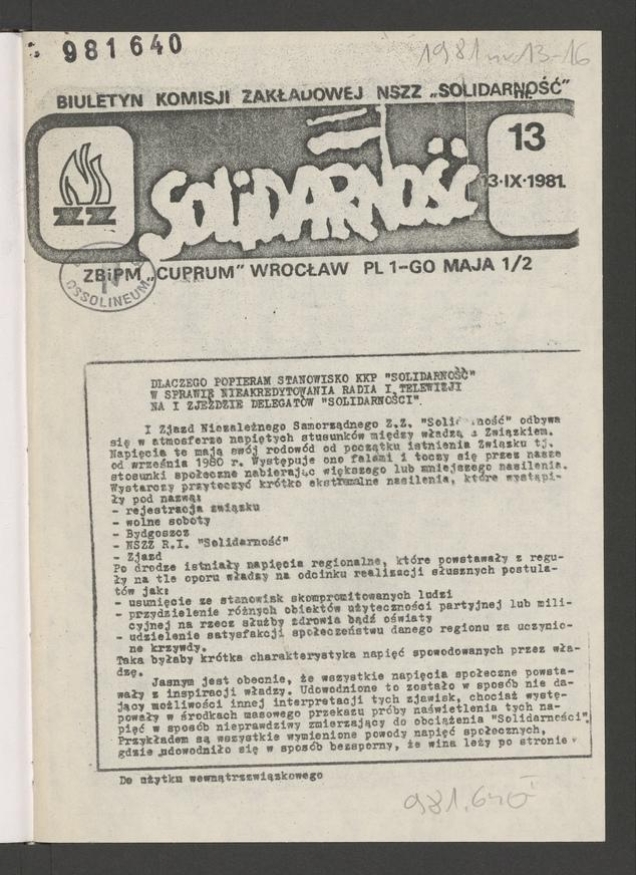 981640
1981 nr 13-16
BIULETYN KOMISJI ZAKŁADOWEJ NSZZ „SOLIDARNOŚĆ”
NR
13
SOLIDARNOŚĆ
13·IX·1981.
ZZ
OSSOLINEUM
ZBiPM „CUPRUM” WROCŁAW PL 1-GO MAJA 1/2
DLACZEGO POPIERAM STANOWISKO KKP "SOLIDARNOŚĆ"
W SPRAWIE NIEAKREDYTOWANIA RADIA I TELEWIZJI
NA I ZJEŹDZIE DELEGATÓW "SOLIDARNOŚCI".
I Zjazd Niezależnego Samorządnego Z.Z. "Solidarność" odbywa
się w atmosferze napiętych stusunków między władzą a Związkiem.
Napięcia te mają swój rodowód od początku istnienia Związku tj.
od września 1980 r. Występuje ono falami i toczy się przez nasze
stosunki społeczne nabierając większego lub mniejszego nasilenia.
Wystarczy przytoczyć krótko ekstremalne nasilenia, które wystąpi-
ły pod nazwą:
- rejestracja związku
- wolne soboty
- Bydgoszcz
- NSZZ R.I. "Solidarność"
- Zjazd
Po drodze istniały napięcia regionalne, które powstawały z regu-
ły na tle oporu władzy na odcinku realizacji słusznych postula-
tów jak:
- usunięcie ze stanowisk skompromitowanych ludzi
- przydzielenie różnych obiektów użyteczności partyjnej lub mili-
cyjnej na rzecz służby zdrowia bądź oświaty
- udzielenie satysfakcji społeczeństwu danego regionu za uczynio-
ne krzywdy.
Taka byłaby krótka charakterystyka napięć spowodowanych przez wła-
dzę.
Jasnym jest obecnie, że wszystkie napięcia społeczne powsta-
wały z inspiracji władzy. Udowodnione to zostało w sposób nie da-
jący możliwości innej interpretacji tych zjawisk, chociaż wystę-
powały w środkach masowego przekazu próby naświetlenia tych na-
pięć w sposób nieprawdziwy zmierzający do obciążenia "Solidarności".
Przykładem są wszystkie wymienione powody napięć społecznych,
gdzie udowodniło się w sposób bezsporny, że wina leży po stronie
Do użytku wewnątrzwiązkowego
981.640